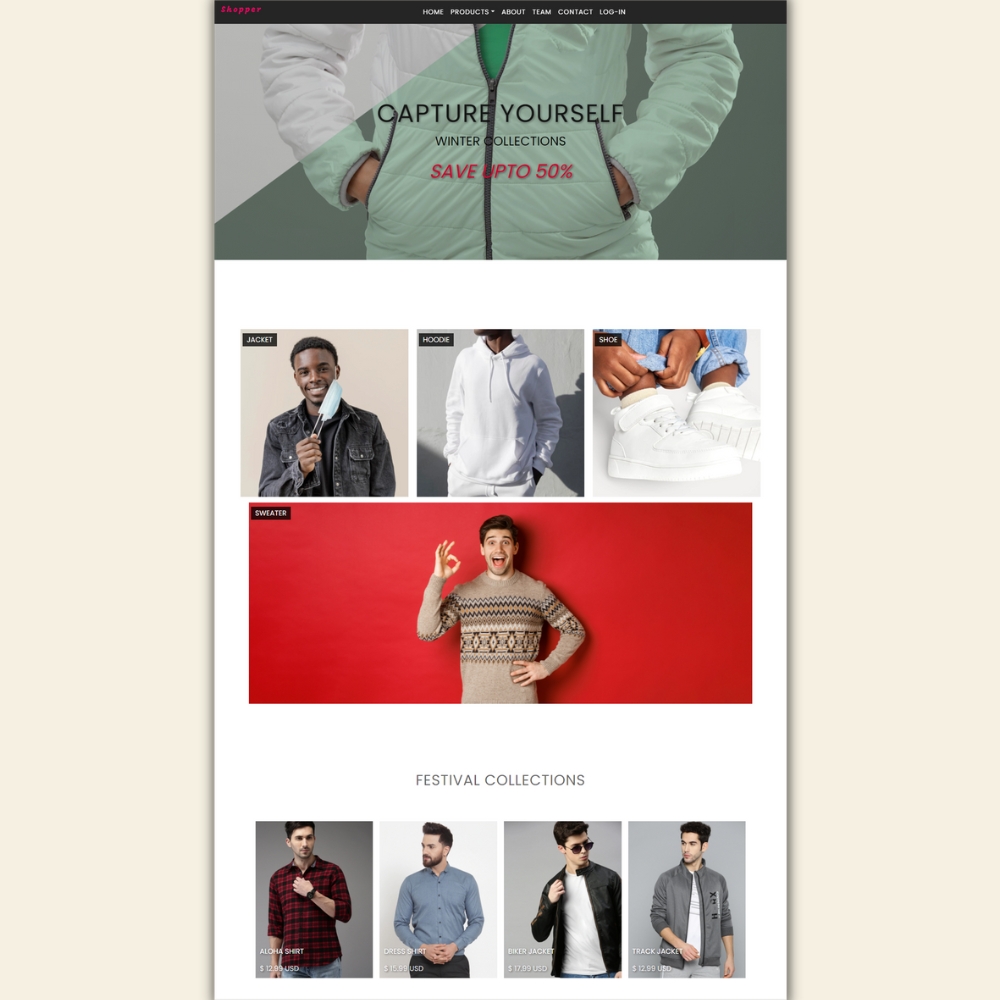 Shopper
HOME PRODUCTS ABOUT TEAM CONTACT LOG-IN
CAPTURE YOURSELF
WINTER COLLECTIONS
SAVE UPTO 50%
JACKET
HOODIE
SHOE
SWEATER
FESTIVAL COLLECTIONS
ALOHA SHIRT
$ 12.99 USD
DRESS SHIRT
$ 15.99 USD
BIKER JACKET
$ 17.99 USD
TRACK JACKET
$ 12.99 USD